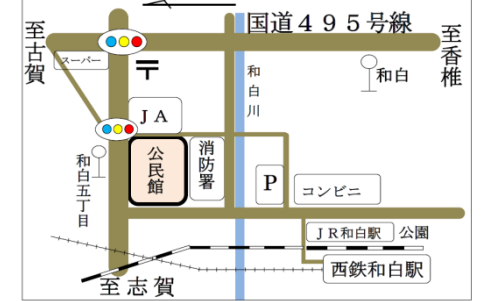 国道495号線
至古賀
至香椎
スーパー
〒
和白川
和白
JA
公民館
消防署
和白五丁目
P
コンビニ
JR和白駅
公園
西鉄和白駅
至志賀